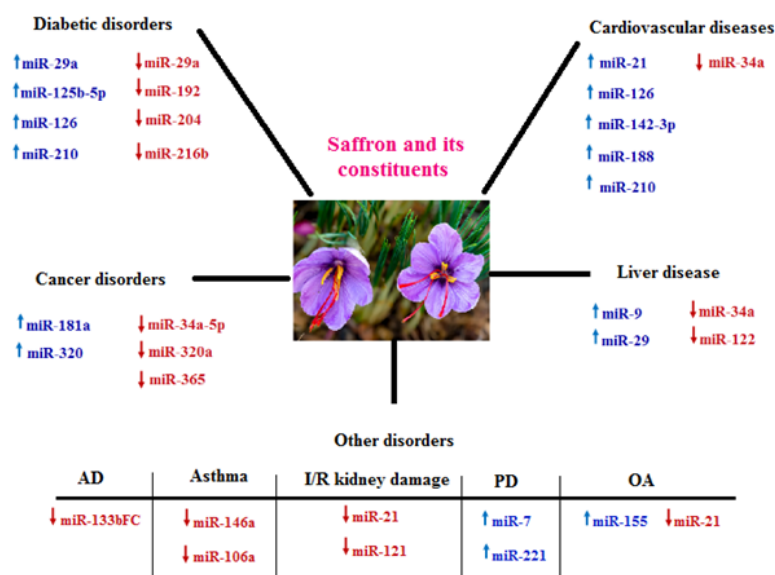 Diabetic disorders
↑miR-29a ↓miR-29a
↑miR-125b-5p ↓miR-192
↑miR-126 ↓miR-204
↑miR-210 ↓miR-216b
Cardiovascular diseases
↑ miR-21 ↓ miR-34a
↑ miR-126
↑ miR-142-3p
↑ miR-188
↑ miR-210
Saffron and its
constituents
Cancer disorders
↑miR-181a ↓miR-34a-5p
↑miR-320 ↓miR-320a
↓miR-365
Liver disease
↑ miR-9 ↓ miR-34a
↑ miR-29 ↓ miR-122
Other disorders
AD Asthma I/R kidney damage PD OA
↓miR-133bFC ↓miR-146a ↓miR-21 ↑miR-7 ↑miR-155 ↓miR-21
↓miR-106a ↓miR-121 ↑miR-221